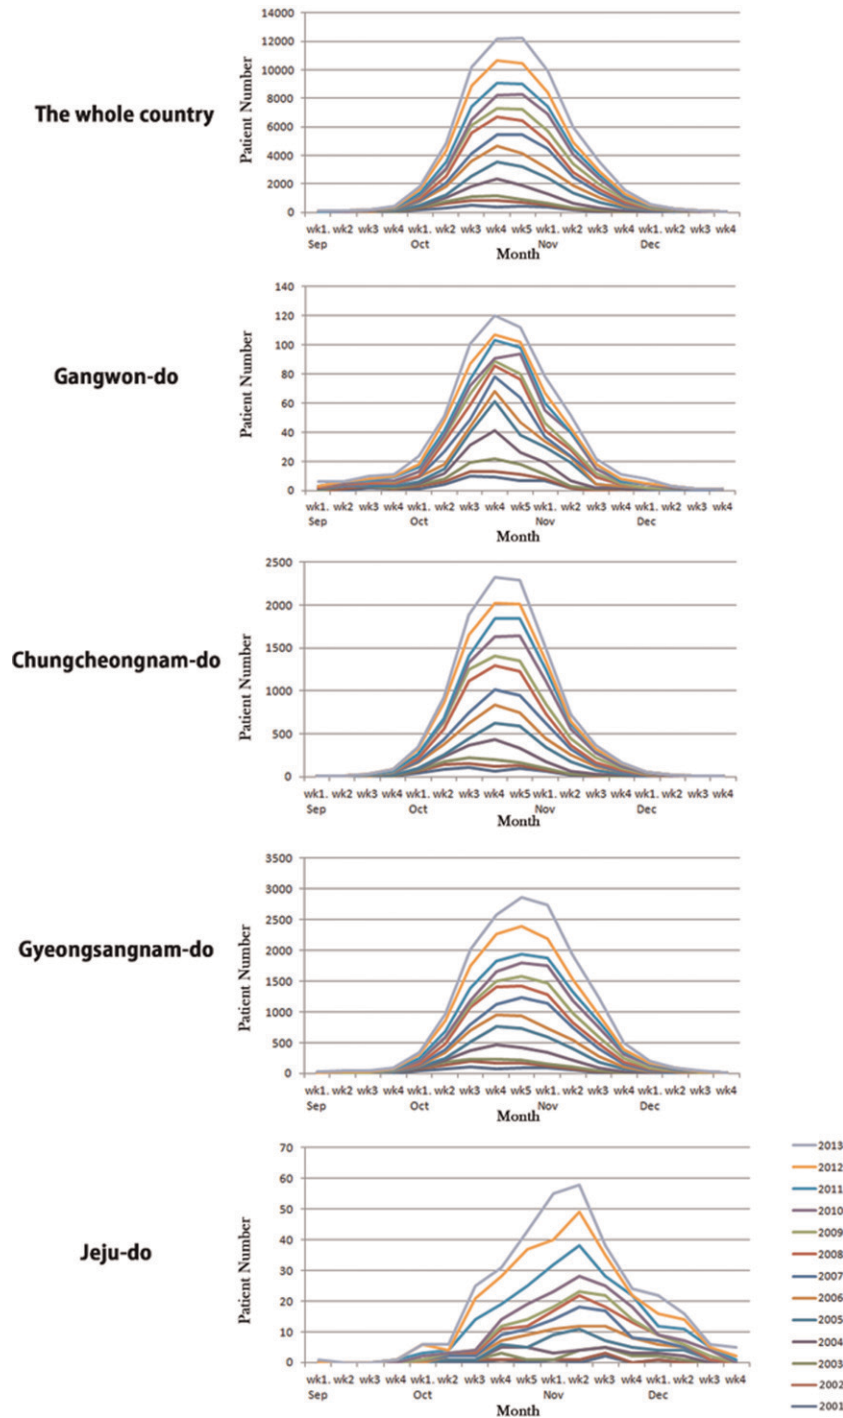 14000
12000
10000
8000
6000
4000
2000
0
Patient Number
The whole country
wk1. wk2 wk3 wk4 wk1. wk2 wk3 wk4 wk5 wk1. wk2 wk3 wk4 wk1. wk2 wk3 wk4
Sep Oct Nov Dec
Month
140
120
100
80
60
40
20
0
Patient Number
Gangwon-do
wk1. wk2 wk3 wk4 wk1. wk2 wk3 wk4 wk5 wk1. wk2 wk3 wk4 wk1. wk2 wk3 wk4
Sep Oct Nov Dec
Month
2500
2000
1500
1000
500
0
Patient Number
Chungcheongnam-do
wk1. wk2 wk3 wk4 wk1. wk2 wk3 wk4 wk5 wk1. wk2 wk3 wk4 wk1. wk2 wk3 wk4
Sep Oct Nov Dec
Month
3500
3000
2500
2000
1500
1000
500
0
Patient Number
Gyeongsangnam-do
wk1. wk2 wk3 wk4 wk1. wk2 wk3 wk4 wk5 wk1. wk2 wk3 wk4 wk1. wk2 wk3 wk4
Sep Oct Nov Dec
Month
70
60
50
40
30
20
10
0
Patient Number
Jeju-do
wk1. wk2 wk3 wk4 wk1. wk2 wk3 wk4 wk5 wk1. wk2 wk3 wk4 wk1. wk2 wk3 wk4
Sep Oct Nov Dec
Month
2013
2012
2011
2010
2009
2008
2007
2006
2005
2004
2003
2002
2001